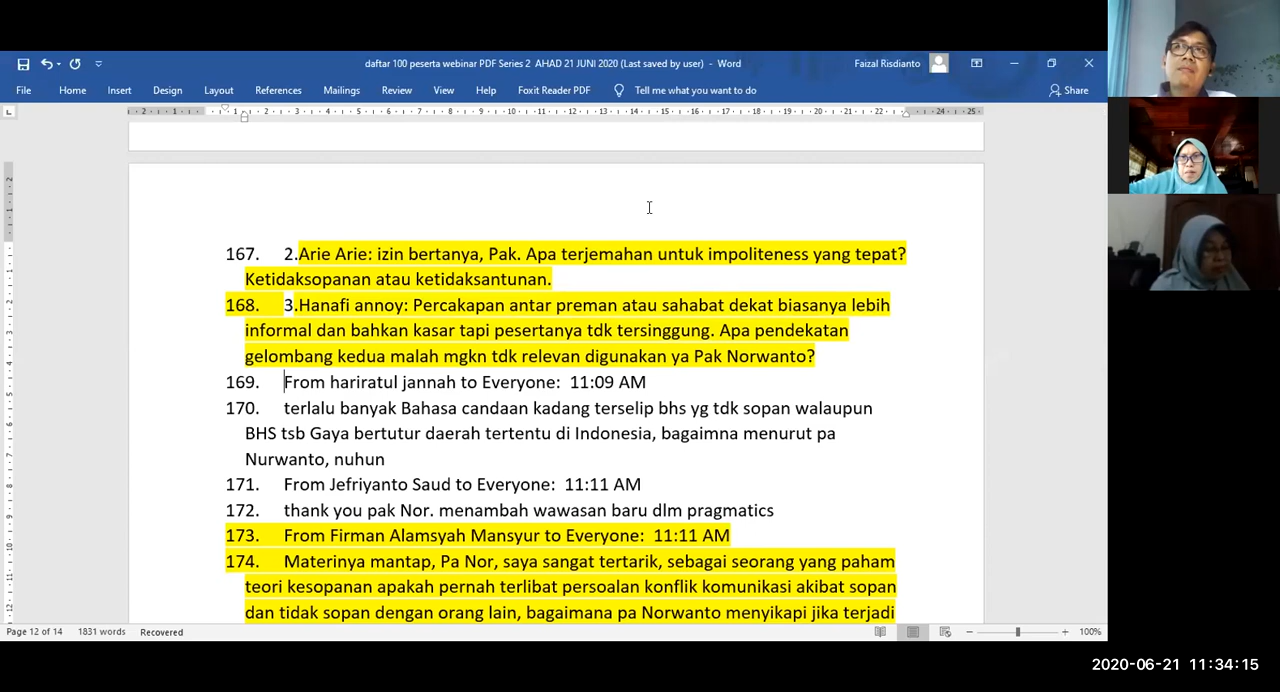 daftar 100 peserta webinar PDF Series 2 AHAD 21 JUNI 2020 (Last saved by user) - Word
Faizal Risdianto
File Home Insert Design Layout References Mailings Review View Help Foxit Reader PDF Tell me what you want to do Share
167. 2.Arie Arie: izin bertanya, Pak. Apa terjemahan untuk impoliteness yang tepat?
Ketidaksopanan atau ketidaksantunan.
168. 3.Hanafi annoy: Percakapan antar preman atau sahabat dekat biasanya lebih
informal dan bahkan kasar tapi pesertanya tdk tersinggung. Apa pendekatan
gelombang kedua malah mgkn tdk relevan digunakan ya Pak Norwanto?
169. From hariratul jannah to Everyone: 11:09 AM
170. terlalu banyak Bahasa candaan kadang terselip bhs yg tdk sopan walaupun
BHS tsb Gaya bertutur daerah tertentu di Indonesia, bagaimna menurut pa
Nurwanto, nuhun
171. From Jefriyanto Saud to Everyone: 11:11 AM
172. thank you pak Nor. menambah wawasan baru dlm pragmatics
173. From Firman Alamsyah Mansyur to Everyone: 11:11 AM
174. Materinya mantap, Pa Nor, saya sangat tertarik, sebagai seorang yang paham
teori kesopanan apakah pernah terlibat persoalan konflik komunikasi akibat sopan
dan tidak sopan dengan orang lain, bagaimana pa Norwanto menyikapi jika terjadi
Page 12 of 14 1831 words Recovered 100%
2020-06-21 11:34:15